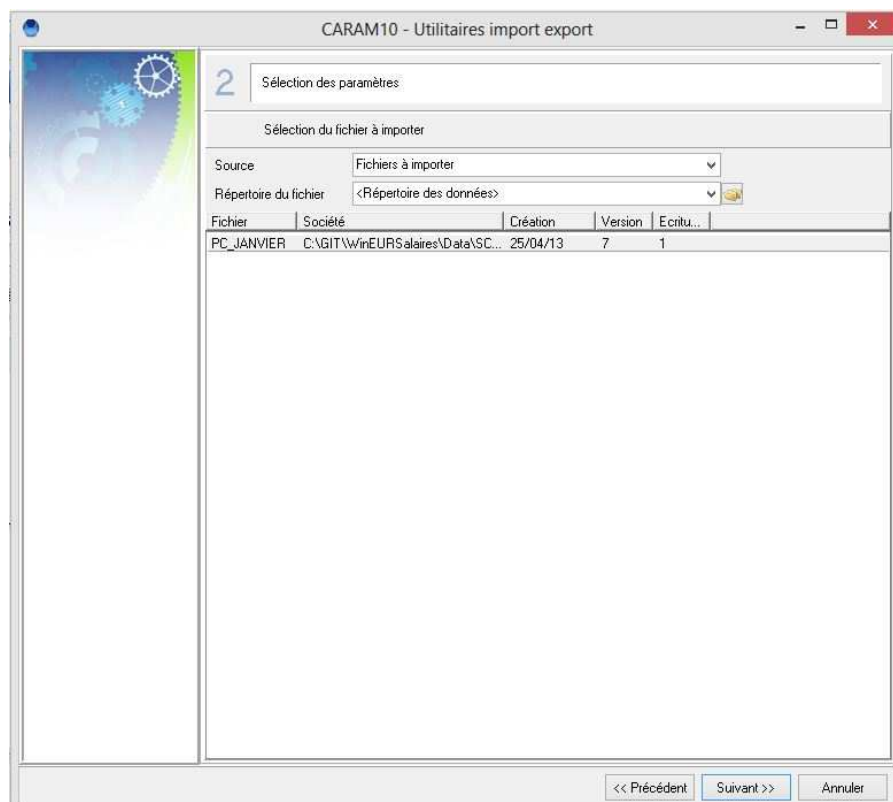 CARAM10 - Utilitaires import export
2 Sélection des paramètres
Sélection du fichier à importer
Source Fichiers à importer
Répertoire du fichier <Répertoire des données>
Fichier Société Création Version Ecritu...
PC_JANVIER C:\GIT\WinEURSalaires\Data\SC... 25/04/13 7 1
<< Précédent Suivant >> Annuler